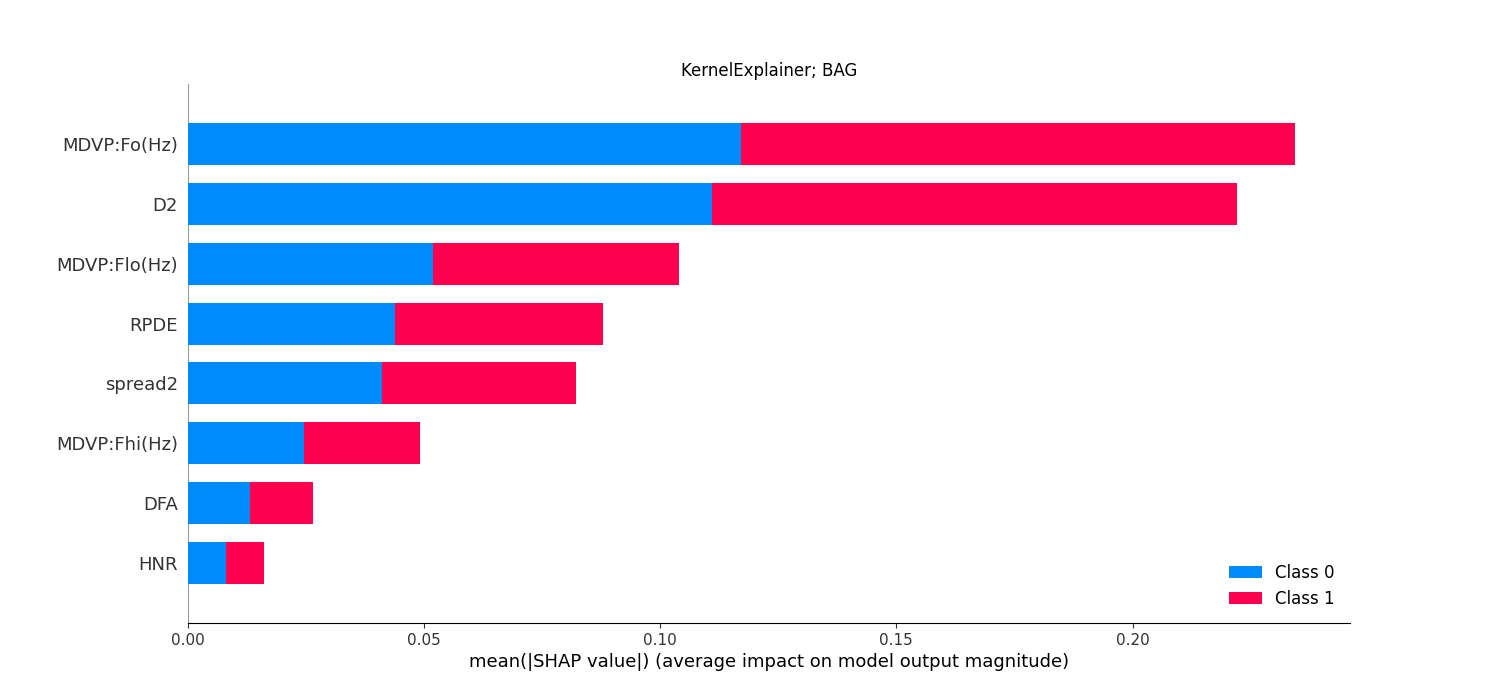 KernelExplainer; BAG
MDVP:Fo(Hz)
D2
MDVP:Flo(Hz)
RPDE
spread2
MDVP:Fhi(Hz)
DFA
HNR
Class 0
Class 1
0.00 0.05 0.10 0.15 0.20
mean(|SHAP value|) (average impact on model output magnitude)